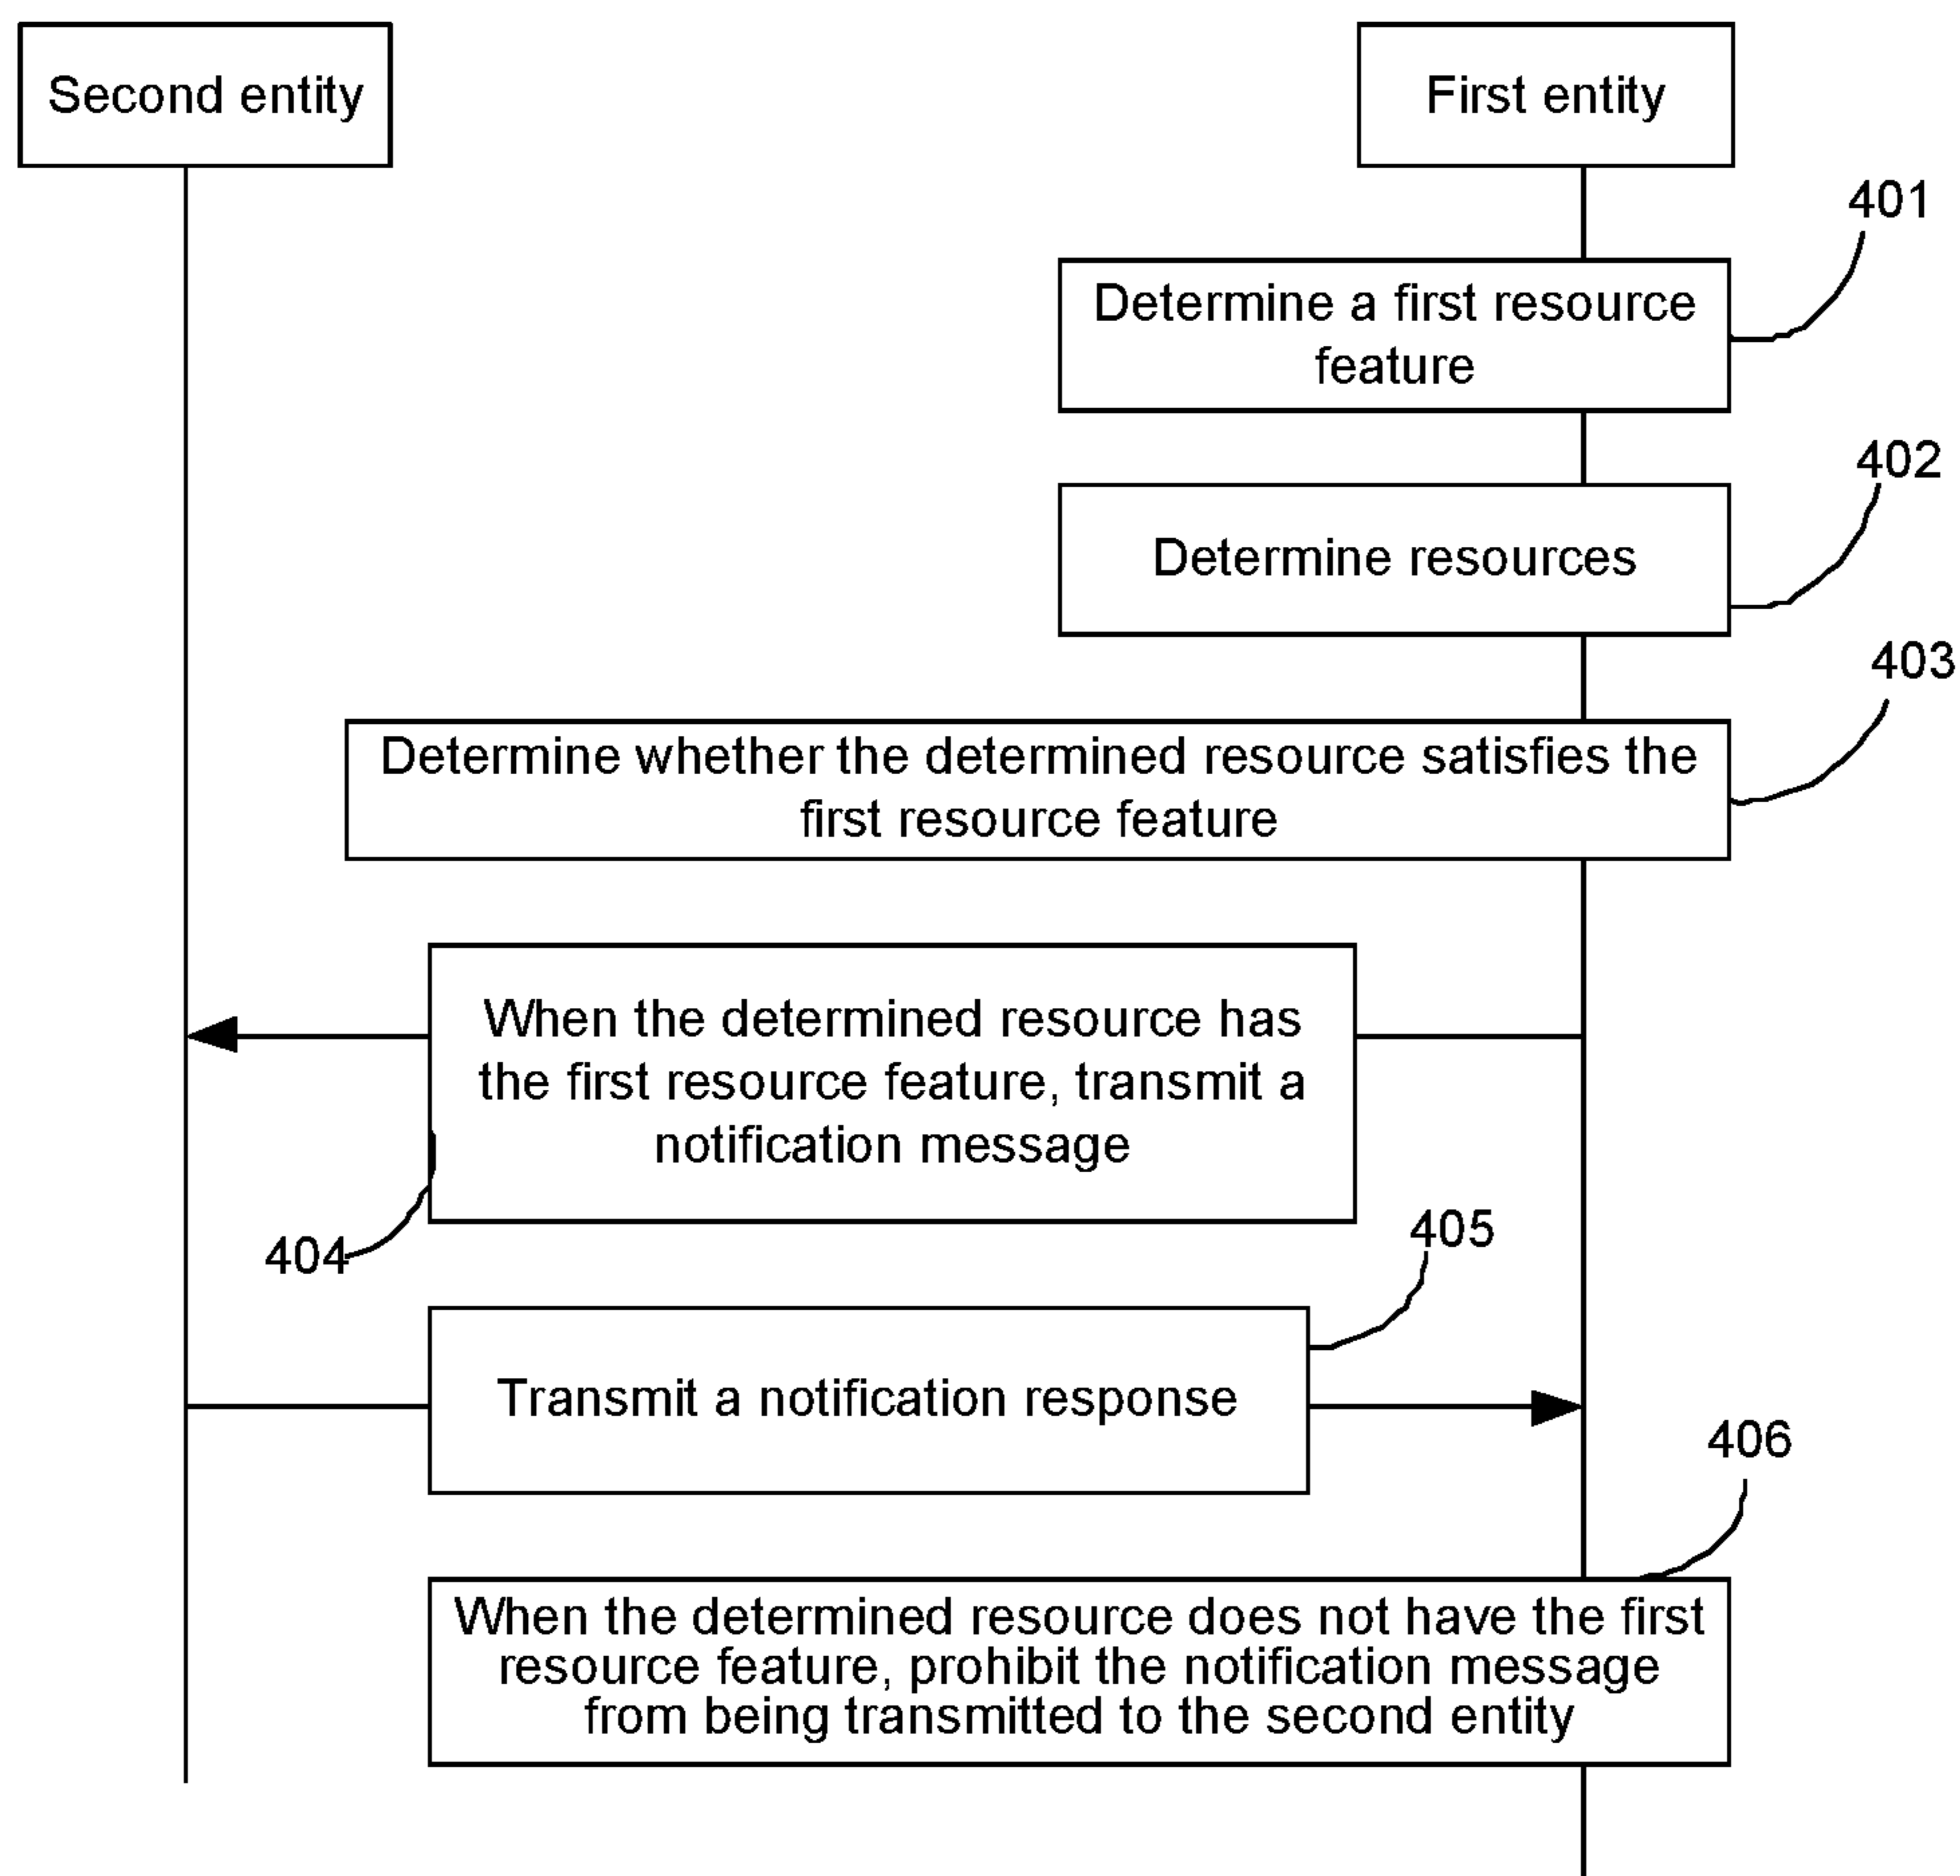 Second entity
First entity
401
Determine a first resource
feature
402
Determine resources
403
Determine whether the determined resource satisfies the
first resource feature
When the determined resource has
the first resource feature, transmit a
notification message
404
405
Transmit a notification response
406
When the determined resource does not have the first
resource feature, prohibit the notification message
from being transmitted to the second entity